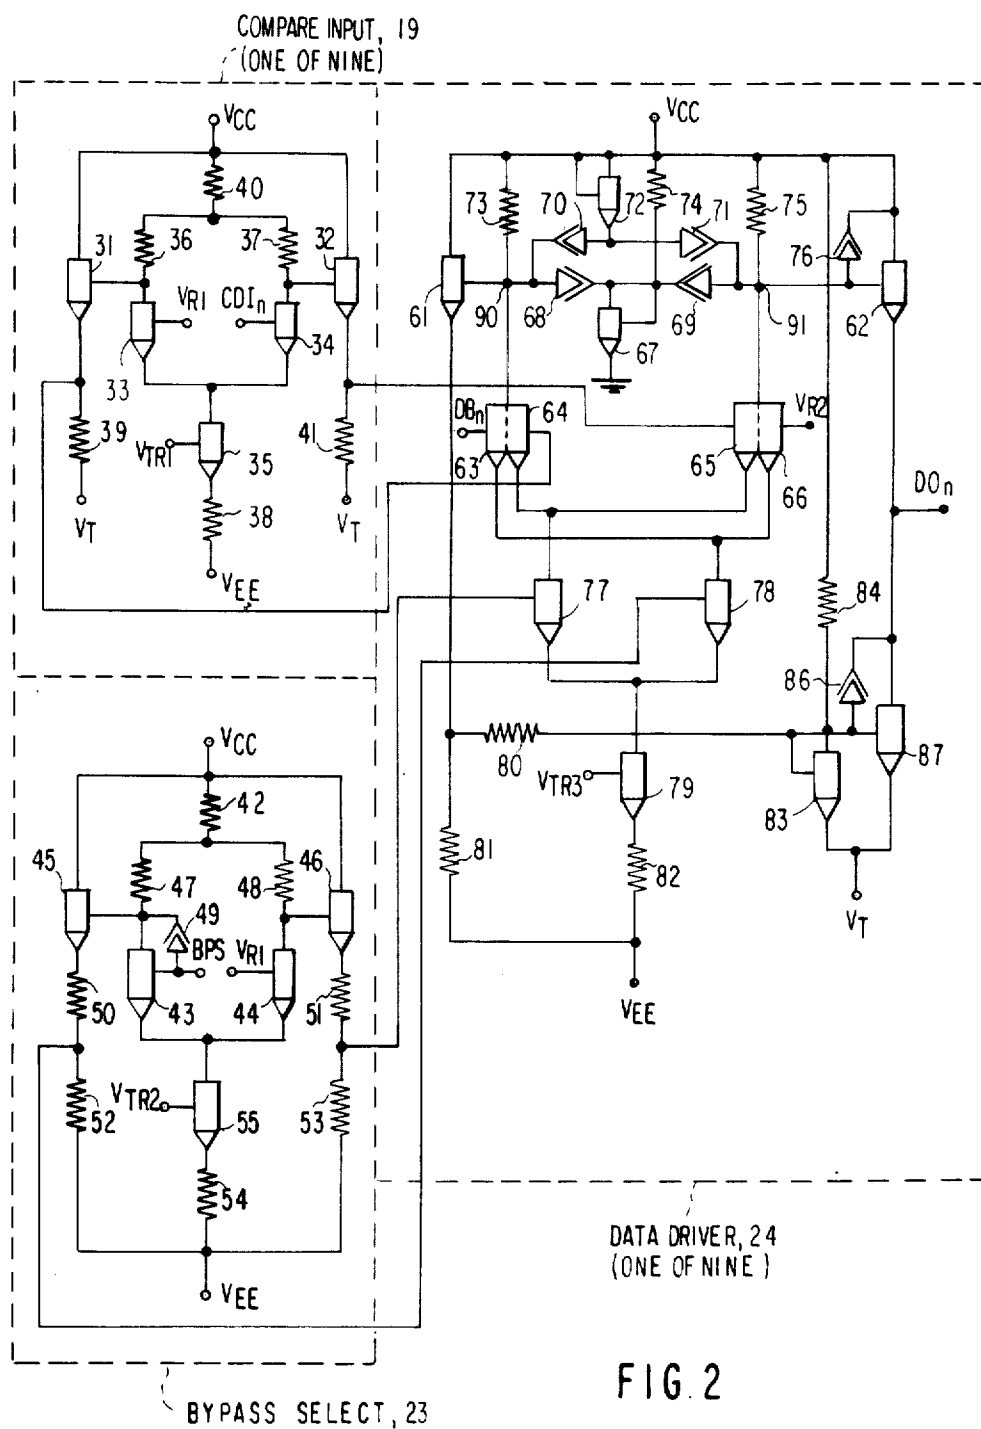 COMPARE INPUT, 19
(ONE OF NINE)
VCC
40
31
36
37
32
VR1
CDIn
33
34
39
VTR1
35
41
38
VT
VT
VEE
VCC
73
70
72
74
71
75
76
61
90
68
67
69
91
62
DBn
64
63
65
66
VR2
DOn
77
78
84
86
80
VTR3
79
83
87
81
82
VT
VEE
VCC
42
45
47
48
46
49
BPS
VR1
50
43
44
51
52
VTR2
55
53
54
VEE
DATA DRIVER, 24
(ONE OF NINE)
FIG. 2
BYPASS SELECT, 23